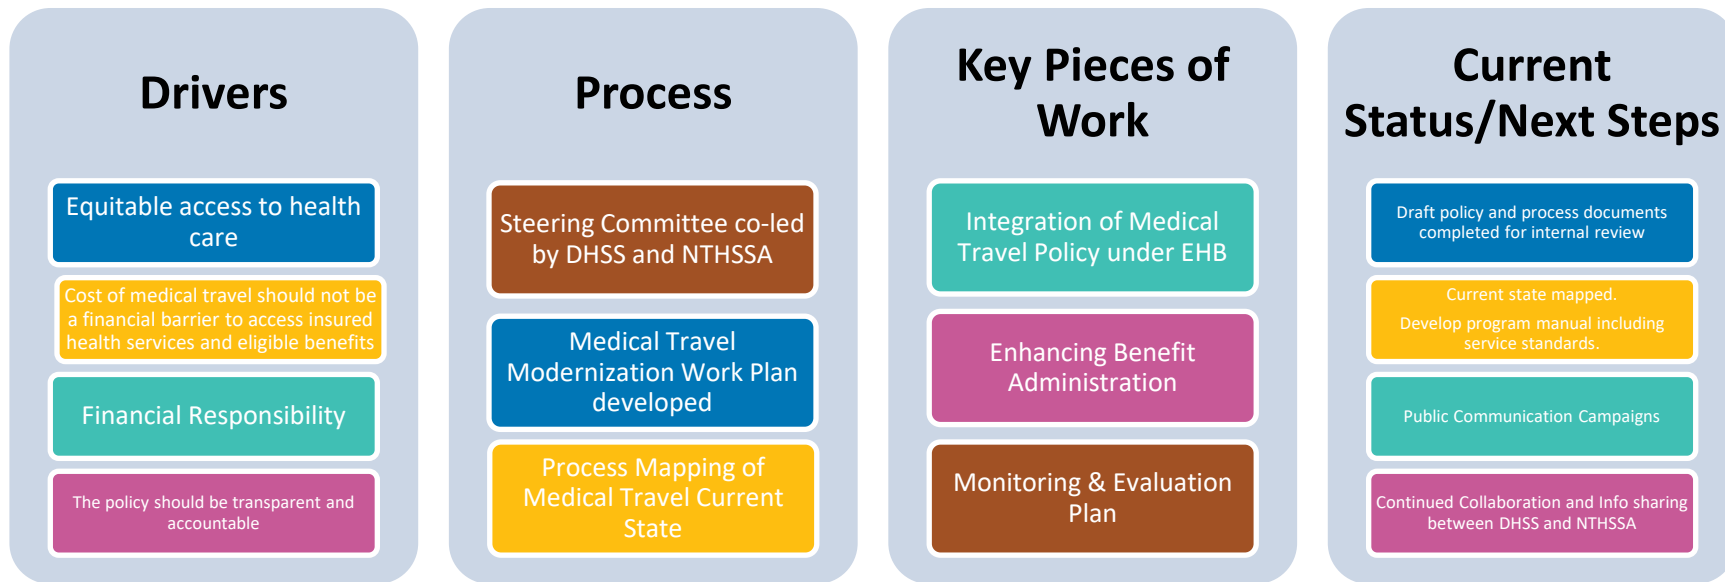 Drivers
Equitable access to health
care
Cost of medical travel should not be
a financial barrier to access insured
health services and eligible benefits
Financial Responsibility
The policy should be transparent and
accountable
Process
Steering Committee co-led
by DHSS and NTHSSA
Medical Travel
Modernization Work Plan
developed
Process Mapping of
Medical Travel Current
State
Key Pieces of
Work
Integration of Medical
Travel Policy under EHB
Enhancing Benefit
Administration
Monitoring & Evaluation
Plan
Current
Status/Next Steps
Draft policy and process documents
completed for internal review
Current state mapped.
Develop program manual including
service standards.
Public Communication Campaigns
Continued Collaboration and Info sharing
between DHSS and NTHSSA